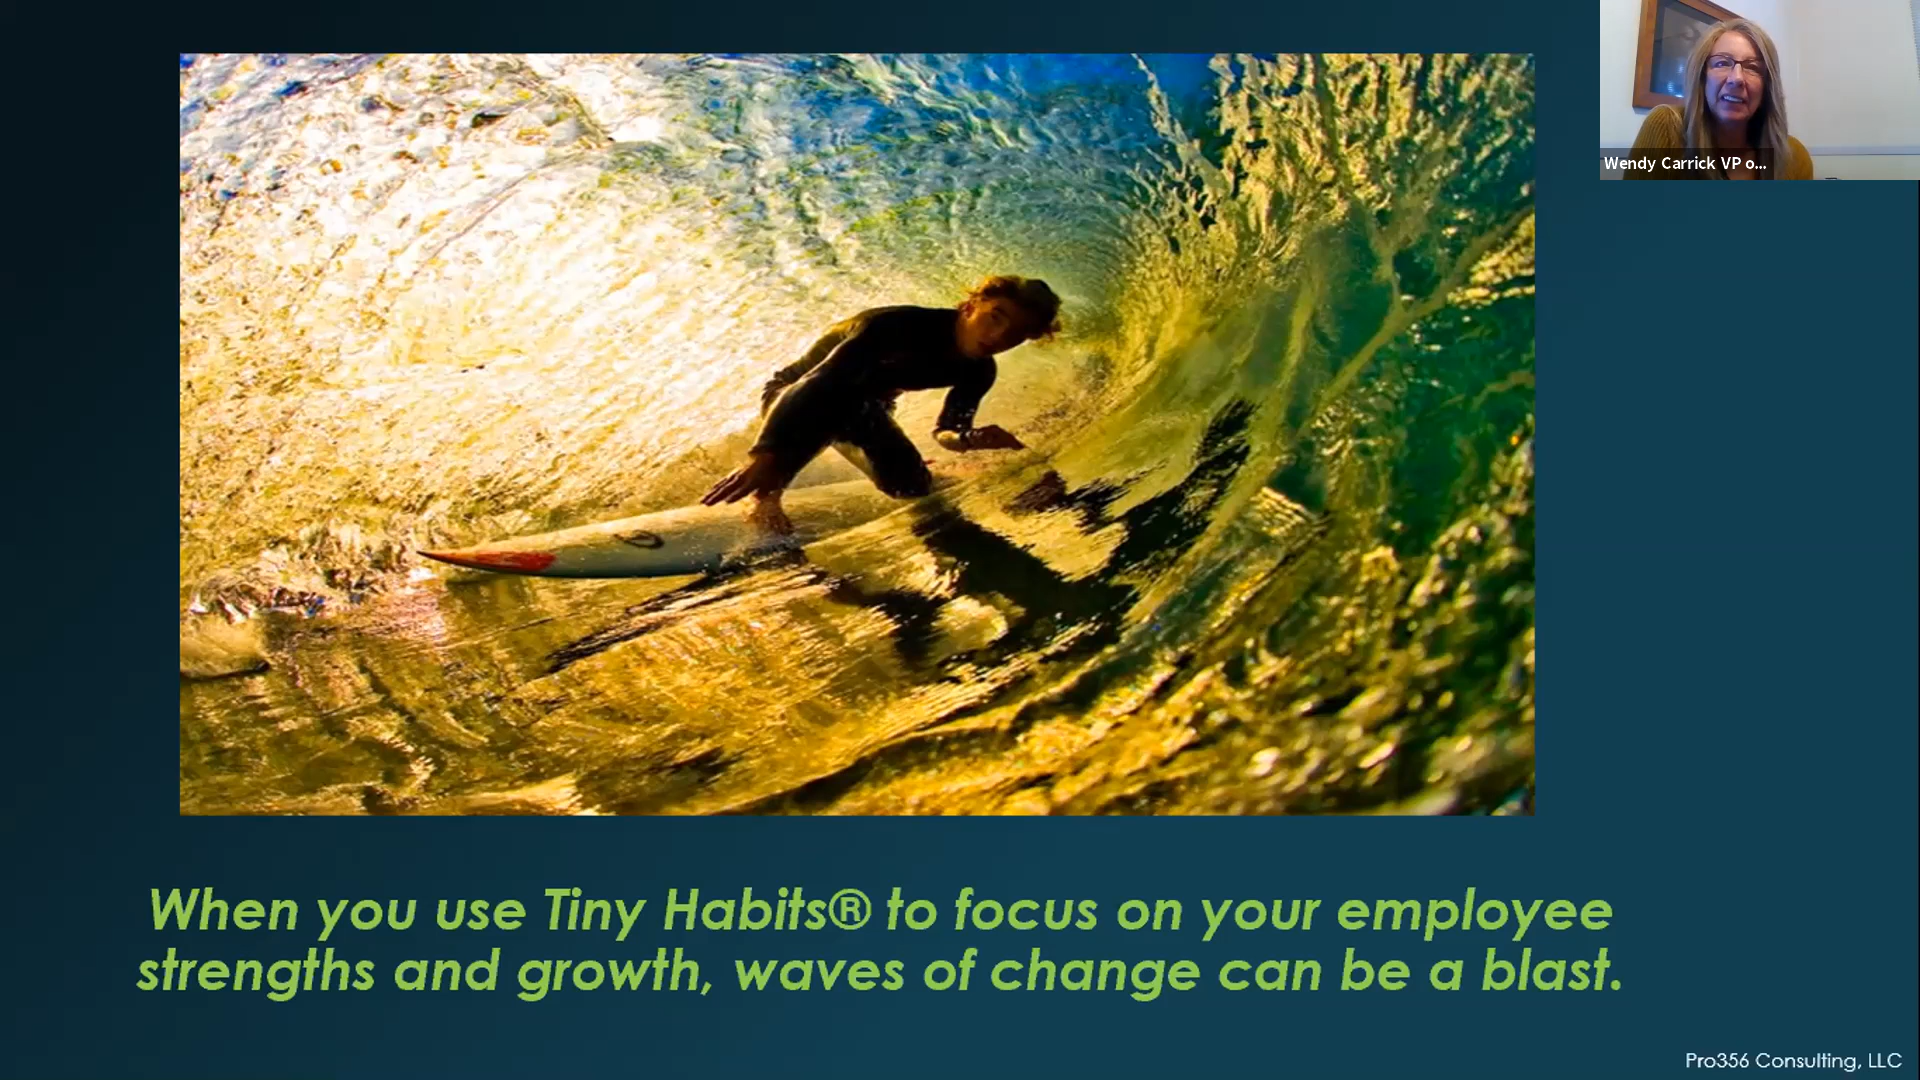 Wendy Carrick VP o...
When you use Tiny Habits® to focus on your employee
strengths and growth, waves of change can be a blast.
Pro356 Consulting, LLC